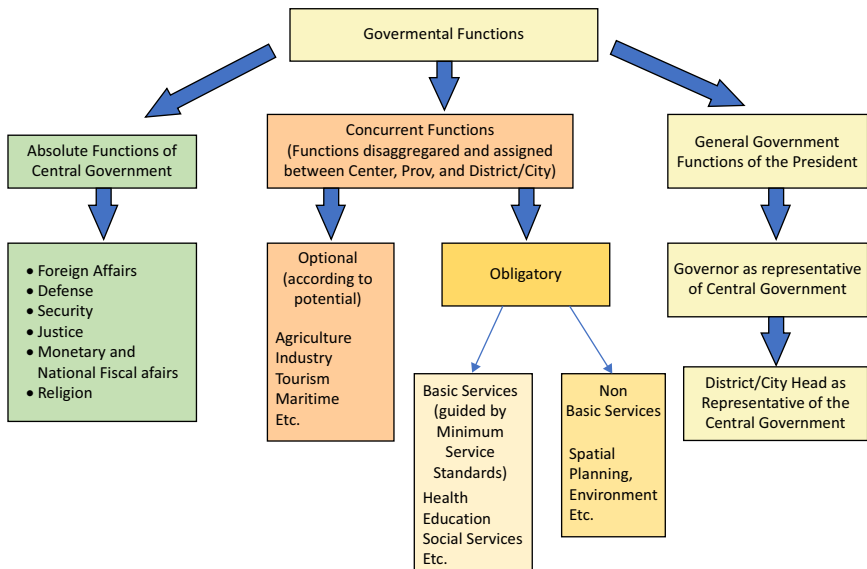 Govermental Functions
Absolute Functions of
Central Government
Concurrent Functions
(Functions disaggregared and assigned
between Center, Prov, and District/City)
General Government
Functions of the President
• Foreign Affairs
• Defense
• Security
• Justice
• Monetary and
National Fiscal afairs
• Religion
Optional
(according to
potential)
Agriculture
Industry
Tourism
Maritime
Etc.
Obligatory
Basic Services
(guided by
Minimum
Service
Standards)
Health
Education
Social Services
Etc.
Non
Basic Services
Spatial
Planning,
Environment
Etc.
Governor as representative
of Central Government
District/City Head as
Representative of the
Central Government